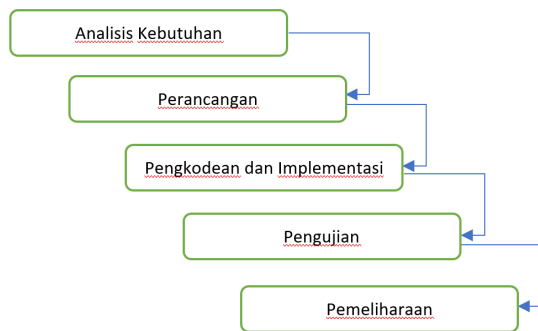 Analisis Kebutuhan
Perancangan
Pengkodean dan Implementasi
Pengujian
Pemeliharaan